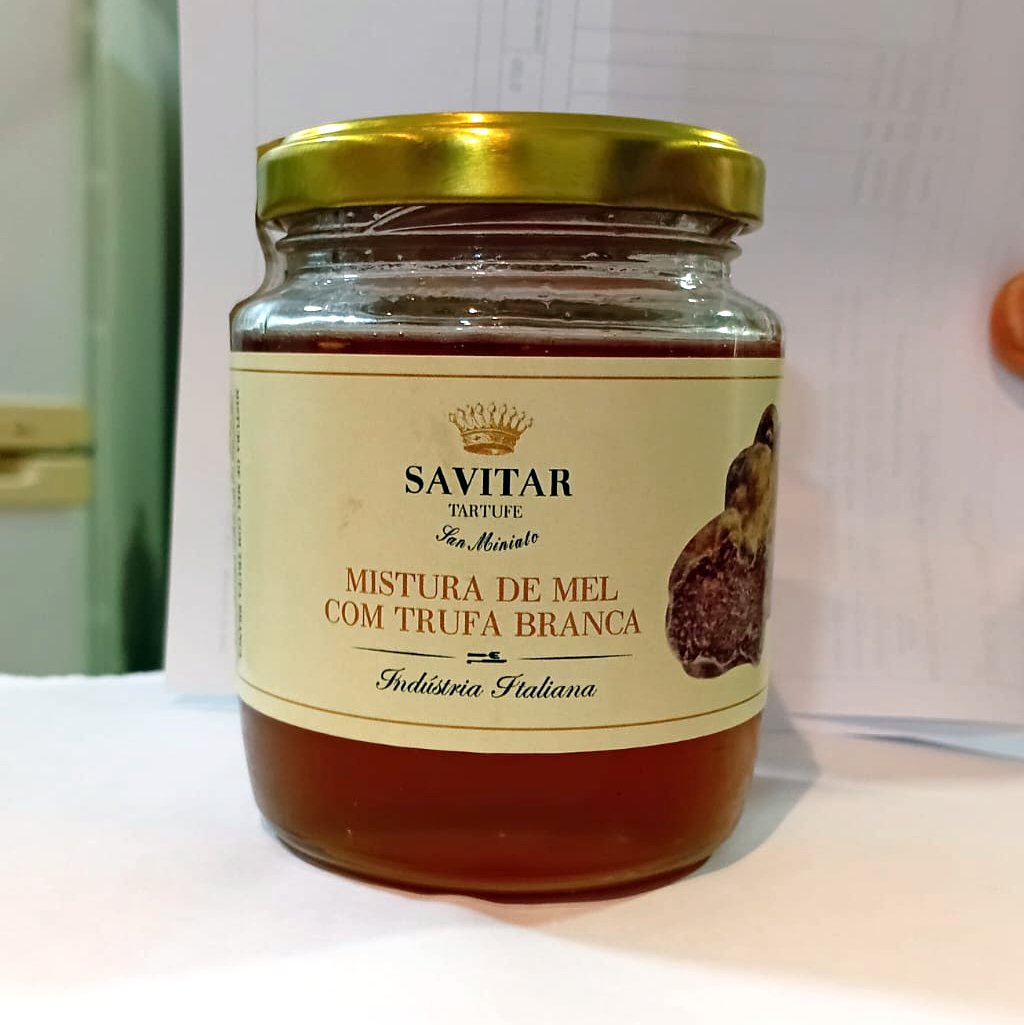 SAVITAR
TARTUFE
San Miniato
MISTURA DE MEL
COM TRUFA BRANCA
Indústria Italiana